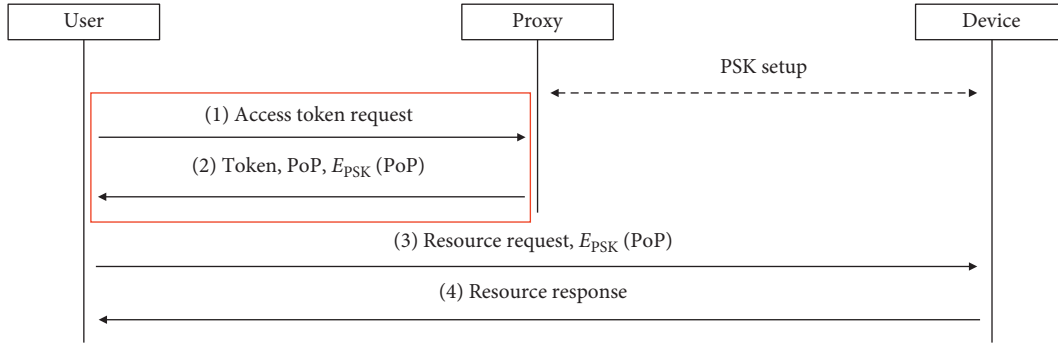 User
Proxy
Device
PSK setup
(1) Access token request
(2) Token, PoP, E_PSK (PoP)
(3) Resource request, E_PSK (PoP)
(4) Resource response